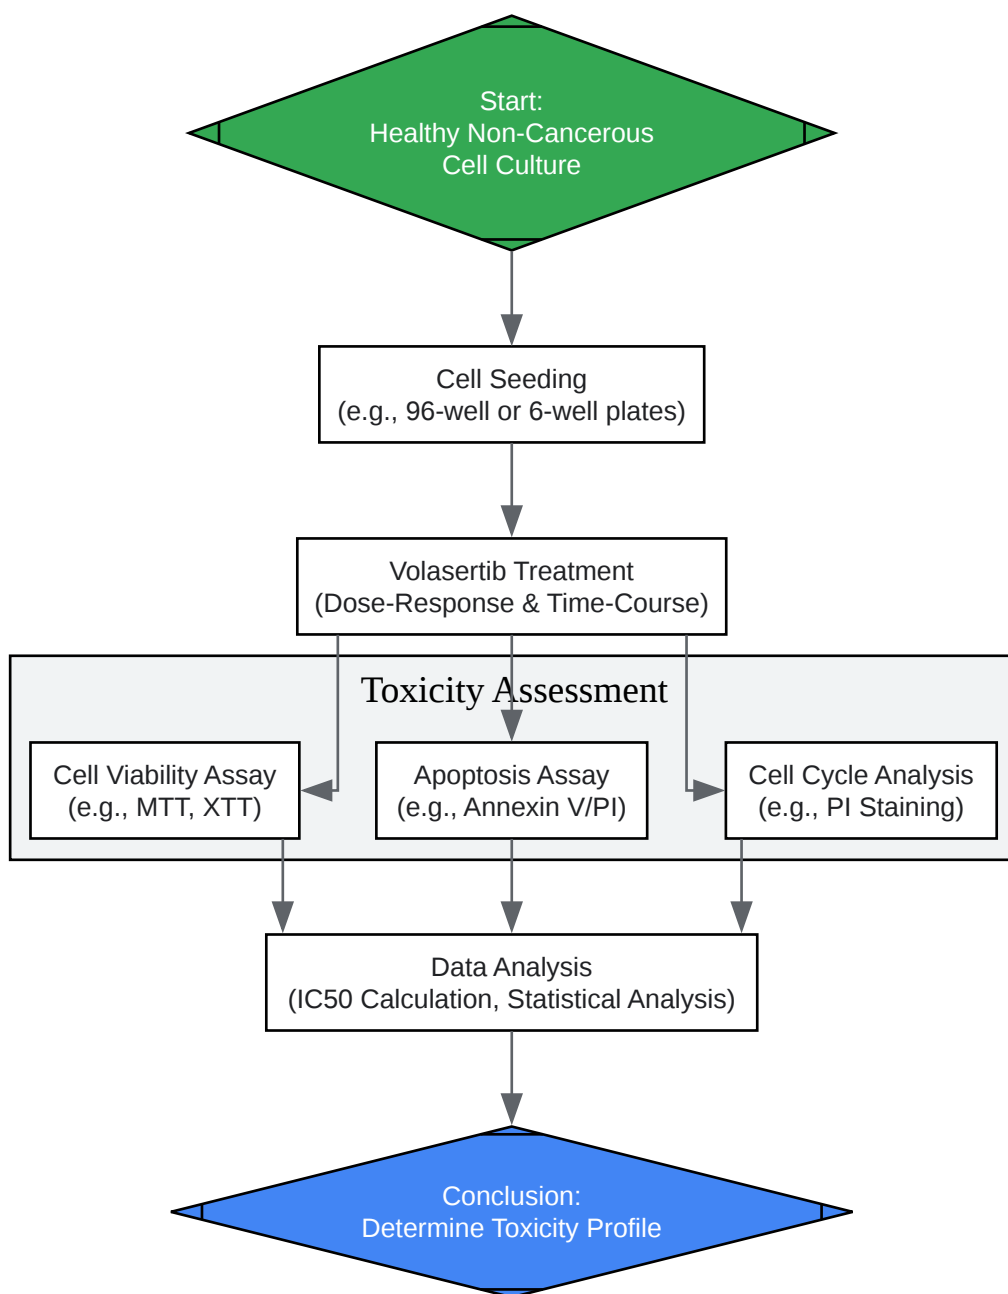 Start:
Healthy Non-Cancerous
Cell Culture
Cell Seeding
(e.g., 96-well or 6-well plates)
Volasertib Treatment
(Dose-Response & Time-Course)
Toxicity Assessment
Cell Viability Assay
(e.g., MTT, XTT)
Apoptosis Assay
(e.g., Annexin V/PI)
Cell Cycle Analysis
(e.g., PI Staining)
Data Analysis
(IC50 Calculation, Statistical Analysis)
Conclusion:
Determine Toxicity Profile